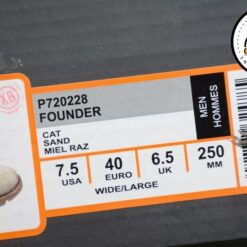 XB
P720228
FOUNDER
CAT
SAND
MIEL RAZ
MEN
HOMMES
7.5 40 6.5 250
USA EURO UK MM
WIDE/LARGE